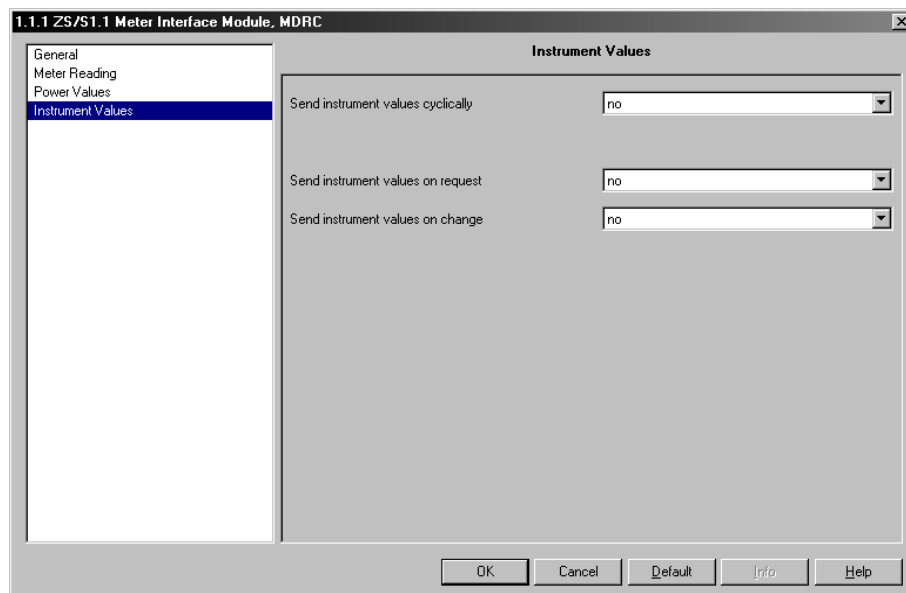 1.1.1 ZS/S1.1 Meter Interface Module, MDRC
General
Meter Reading
Power Values
Instrument Values
Instrument Values
Send instrument values cyclically
no
Send instrument values on request
no
Send instrument values on change
no
OK
Cancel
Default
Info
Help